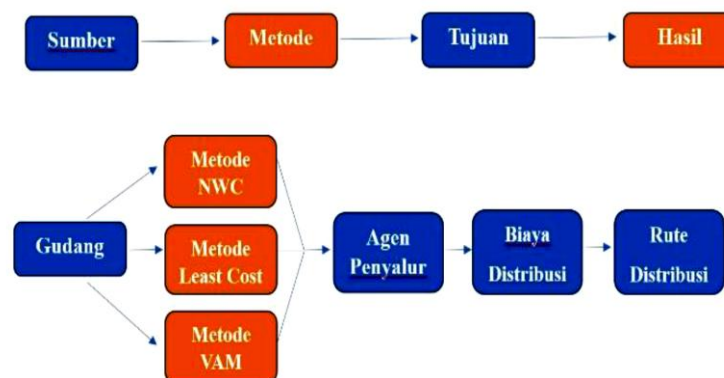 Sumber
Metode
Tujuan
Hasil
Metode
NWC
Gudang
Metode
Least Cost
Metode
VAM
Agen
Penyalur
Biaya
Distribusi
Rute
Distribusi